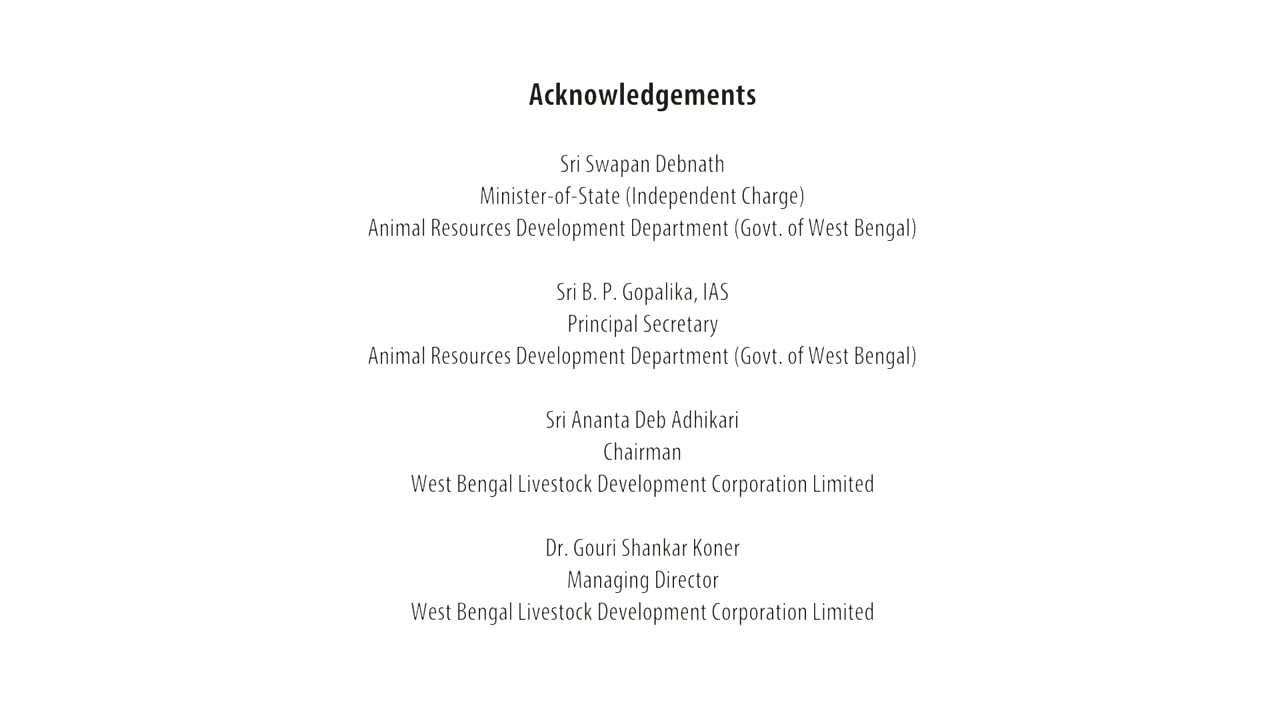 Acknowledgements
Sri Swapan Debnath
Minister-of-State (Independent Charge)
Animal Resources Development Department (Govt. of West Bengal)
Sri B. P. Gopalika, IAS
Principal Secretary
Animal Resources Development Department (Govt. of West Bengal)
Sri Ananta Deb Adhikari
Chairman
West Bengal Livestock Development Corporation Limited
Dr. Gouri Shankar Koner
Managing Director
West Bengal Livestock Development Corporation Limited